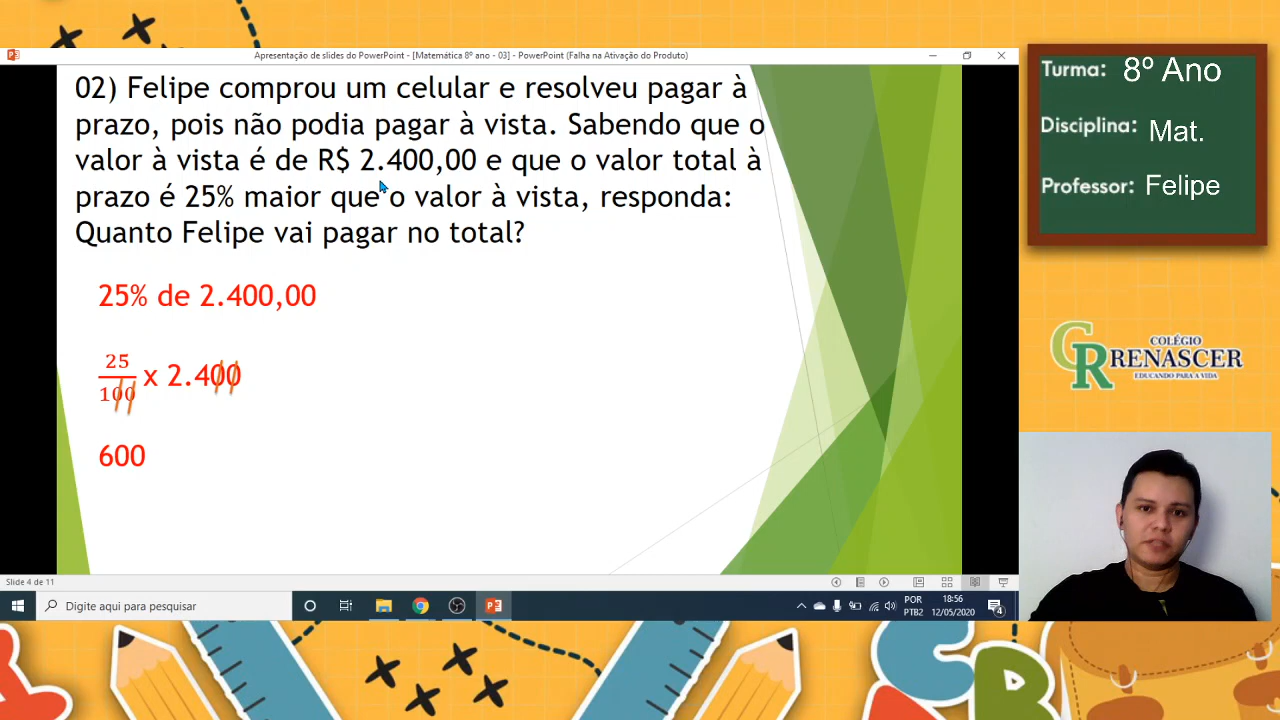 Apresentação de slides do PowerPoint - [Matemática 8º ano - 03] - PowerPoint (Falha na Ativação do Produto)
02) Felipe comprou um celular e resolveu pagar à
prazo, pois não podia pagar à vista. Sabendo que o
valor à vista é de R$ 2.400,00 e que o valor total à
prazo é 25% maior que o valor à vista, responda:
Quanto Felipe vai pagar no total?
25% de 2.400,00
25
100 x 2.400
600
Turma: 8º Ano
Disciplina: Mat.
Professor: Felipe
COLÉGIO
CRENASCER
EDUCANDO PARA A VIDA
Slide 4 de 11
Digite aqui para pesquisar
POR
PTB2
18:56
12/05/2020
4